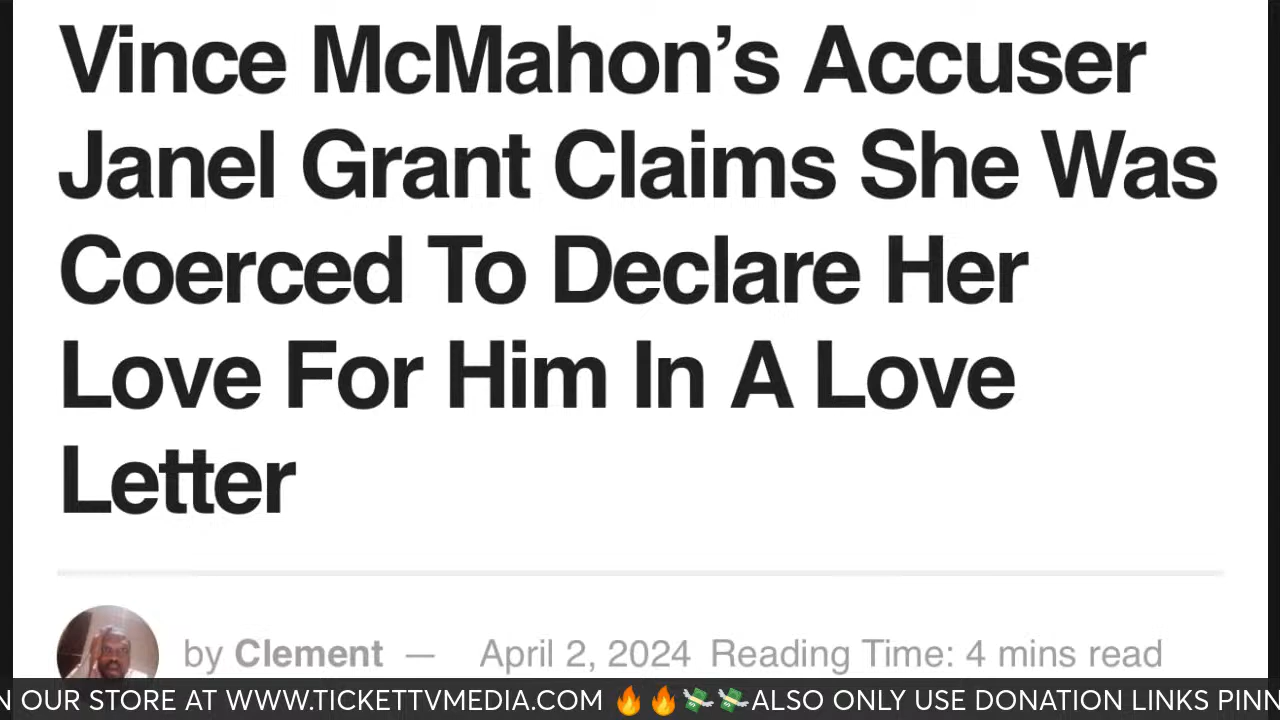 Vince McMahon’s Accuser
Janel Grant Claims She Was
Coerced To Declare Her
Love For Him In A Love
Letter
by Clement — April 2, 2024 Reading Time: 4 mins read
OUR STORE AT WWW.TICKETTVMEDIA.COM 🔥🔥💸💸ALSO ONLY USE DONATION LINKS